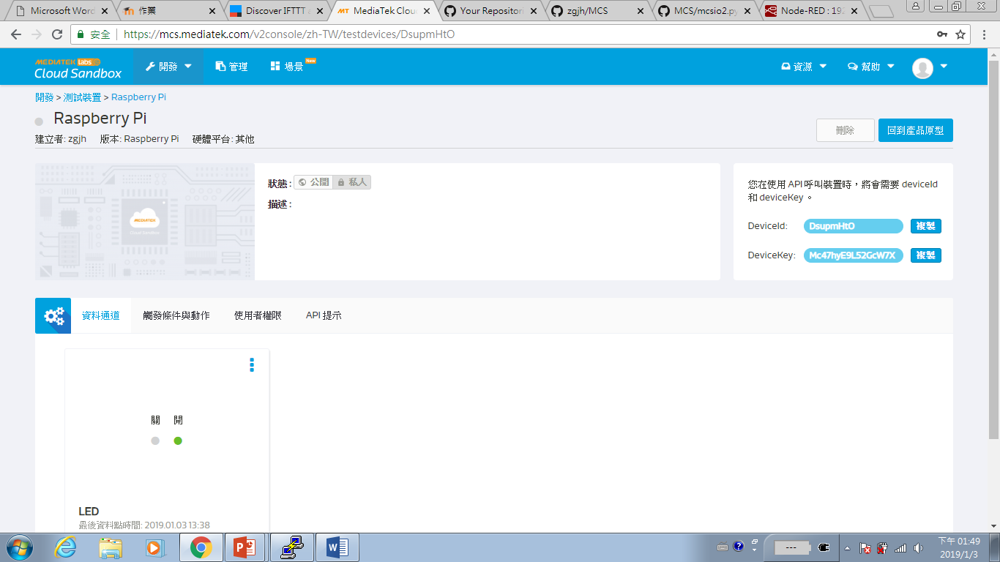 Microsoft Word
作業
Discover IFTTT a
MediaTek Clou
Your Repositori
zgjh/MCS
MCS/mcsio2.py
Node-RED : 192
安全 https://mcs.mediatek.com/v2console/zh-TW/testdevices/DsupmHtO
MEDIATEK Labs
Cloud Sandbox
開發
管理
場景 New
資源
幫助
開發 > 測試裝置 > Raspberry Pi
Raspberry Pi
建立者: zgjh 版本: Raspberry Pi 硬體平台: 其他
刪除
回到產品原型
MEDIATEK
Cloud Sandbox
狀態 : 公開 私人
描述 :
您在使用 API 呼叫裝置時，將會需要 deviceId
和 deviceKey 。
DeviceId: DsupmHtO 複製
DeviceKey: Mc47hyE9L52GcW7X 複製
資料通道 觸發條件與動作 使用者權限 API 提示
關 開
LED
最後資料點時間: 2019.01.03 13:38
---
下午 01:49
2019/1/3